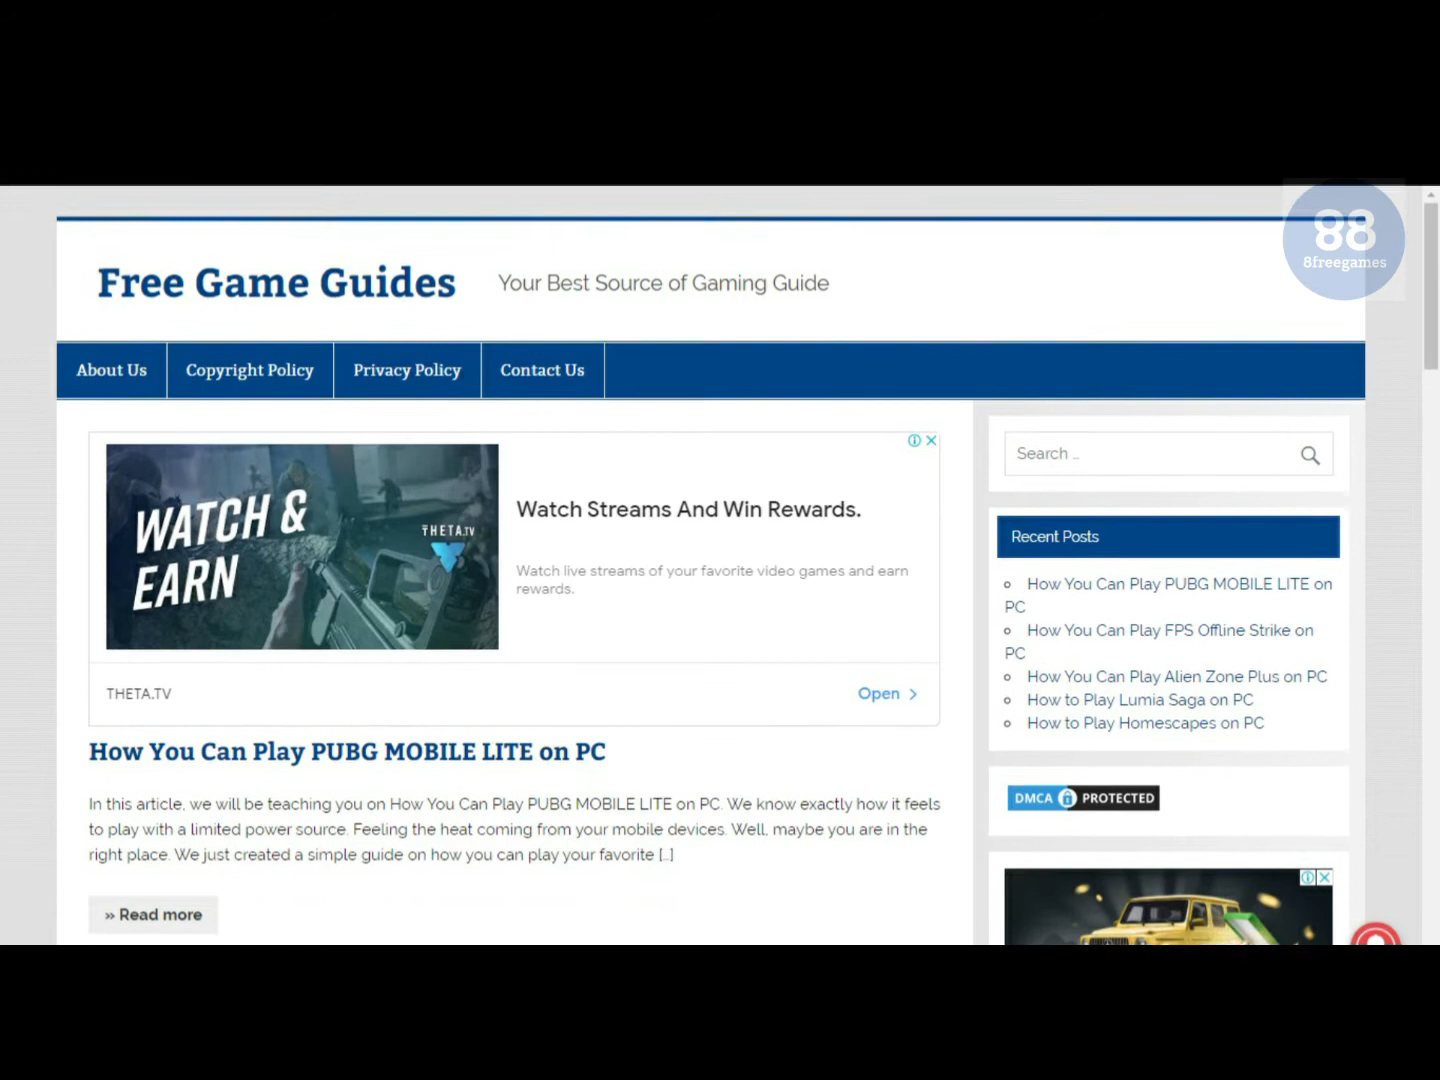 88
8freegames
Free Game Guides
Your Best Source of Gaming Guide
About Us
Copyright Policy
Privacy Policy
Contact Us
WATCH &
EARN
THETA.TV
Watch Streams And Win Rewards.
Watch live streams of your favorite video games and earn
rewards.
THETA.TV
Open
How You Can Play PUBG MOBILE LITE on PC
In this article, we will be teaching you on How You Can Play PUBG MOBILE LITE on PC. We know exactly how it feels
to play with a limited power source. Feeling the heat coming from your mobile devices. Well, maybe you are in the
right place. We just created a simple guide on how you can play your favorite [...]
» Read more
Search ...
Recent Posts
How You Can Play PUBG MOBILE LITE on
PC
How You Can Play FPS Offline Strike on
PC
How You Can Play Alien Zone Plus on PC
How to Play Lumia Saga on PC
How to Play Homescapes on PC
DMCA PROTECTED